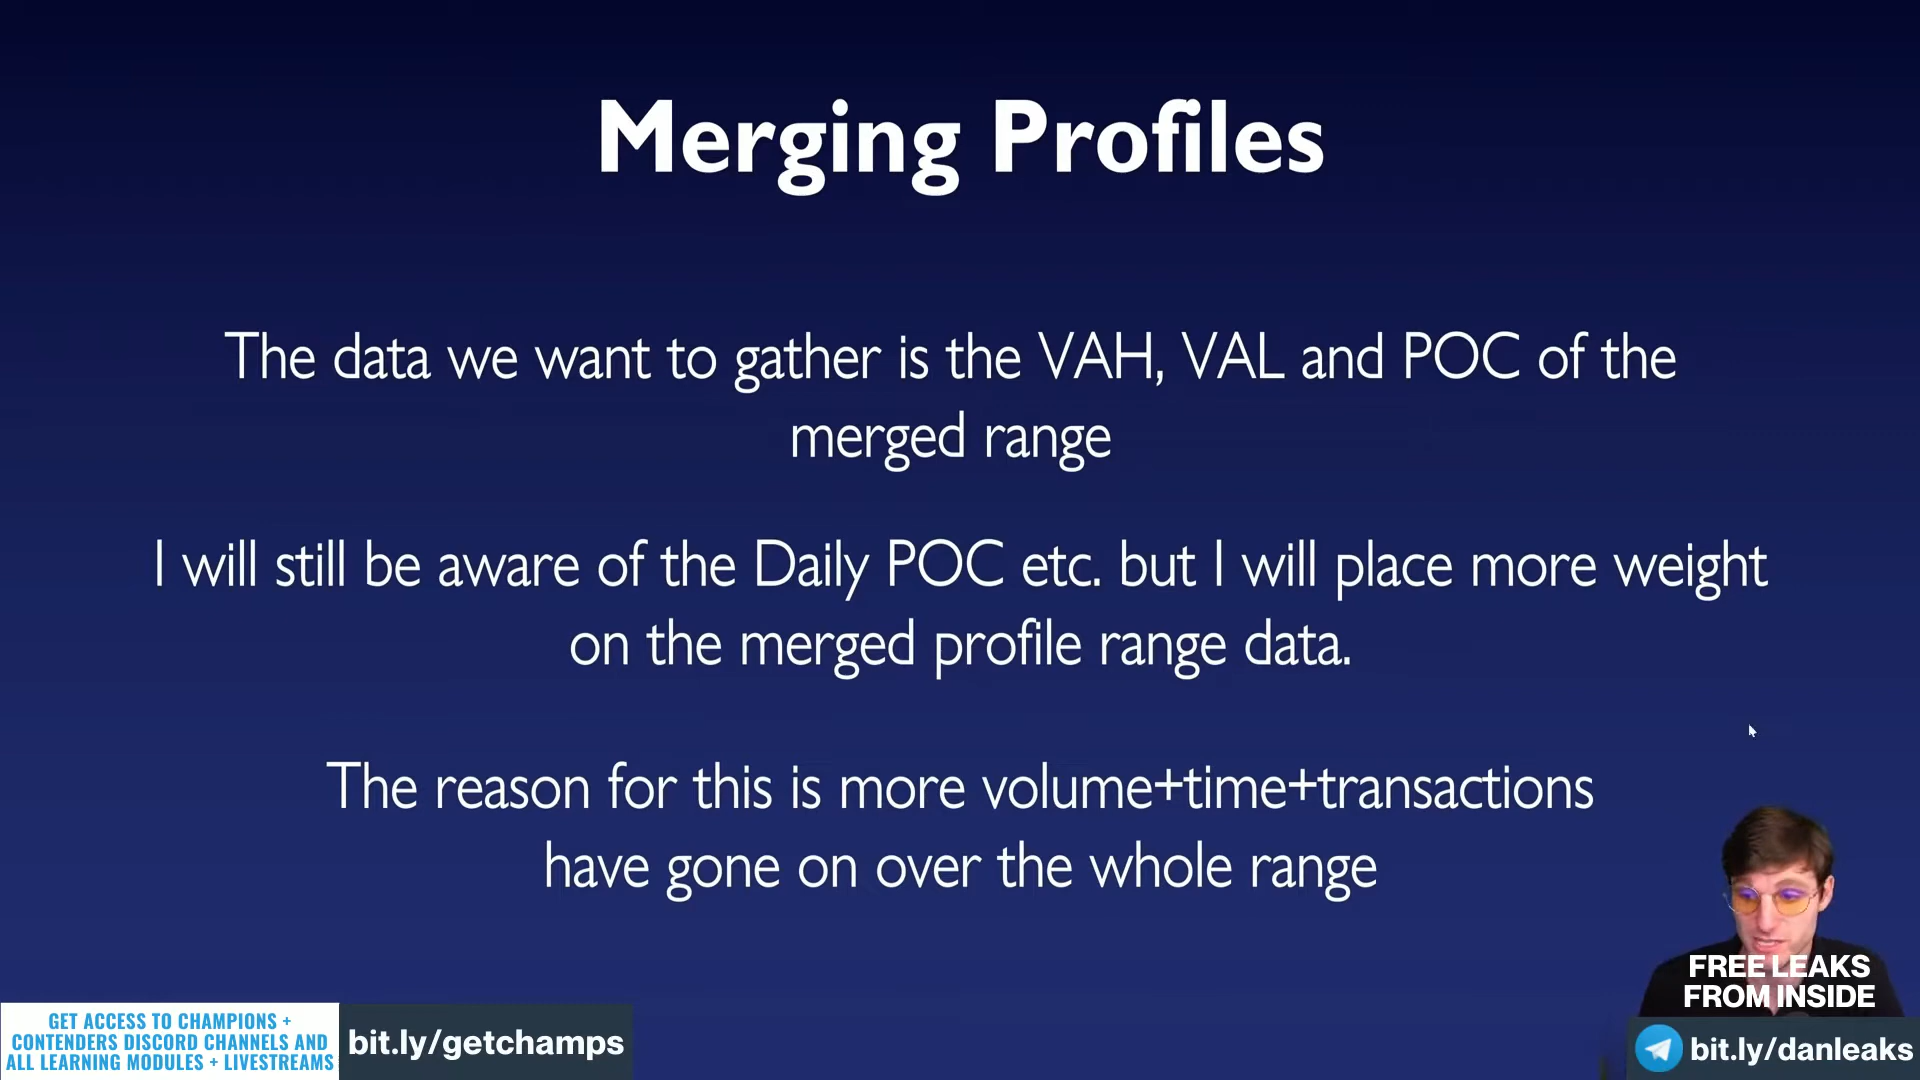 Merging Profiles
The data we want to gather is the VAH, VAL and POC of the
merged range
I will still be aware of the Daily POC etc. but I will place more weight
on the merged profile range data.
The reason for this is more volume+time+transactions
have gone on over the whole range
FREE LEAKS
FROM INSIDE
GET ACCESS TO CHAMPIONS +
CONTENDERS DISCORD CHANNELS AND
ALL LEARNING MODULES + LIVESTREAMS
bit.ly/getchamps
bit.ly/danleaks